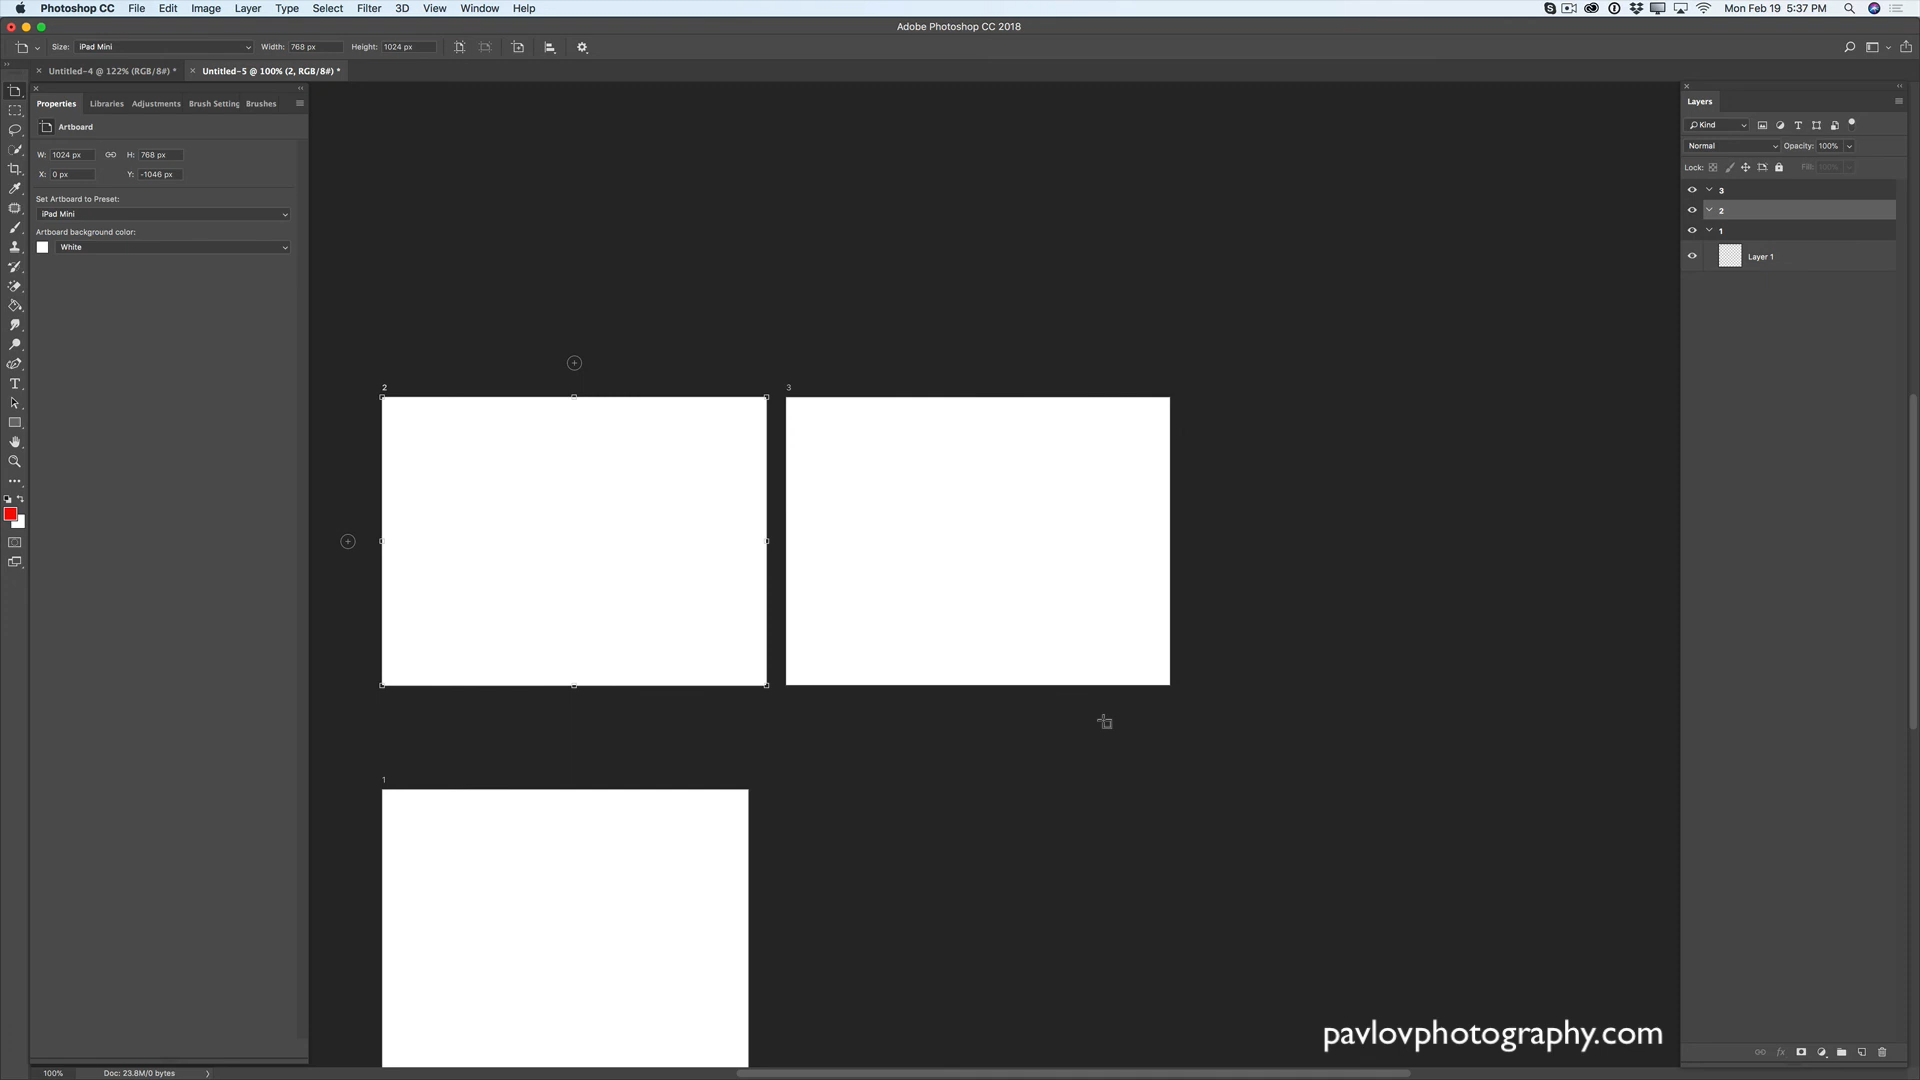 Photoshop CC File Edit Image Layer Type Select Filter 3D View Window Help Mon Feb 19 5:37 PM
Adobe Photoshop CC 2018
Size: iPad Mini Width: 768 px Height: 1024 px
Untitled-4 @ 122% (RGB/8#) * Untitled-5 @ 100% (2, RGB/8#) *
Properties Libraries Adjustments Brush Setting Brushes
Artboard
W: 1024 px H: 768 px
X: 0 px Y: -1046 px
Set Artboard to Preset:
iPad Mini
Artboard background color:
White
2
3
1
Layers
Kind
Normal Opacity: 100%
Lock: Fill: 100%
3
2
1
Layer 1
pavlovphotography.com
100% Doc: 23.8M/0 bytes